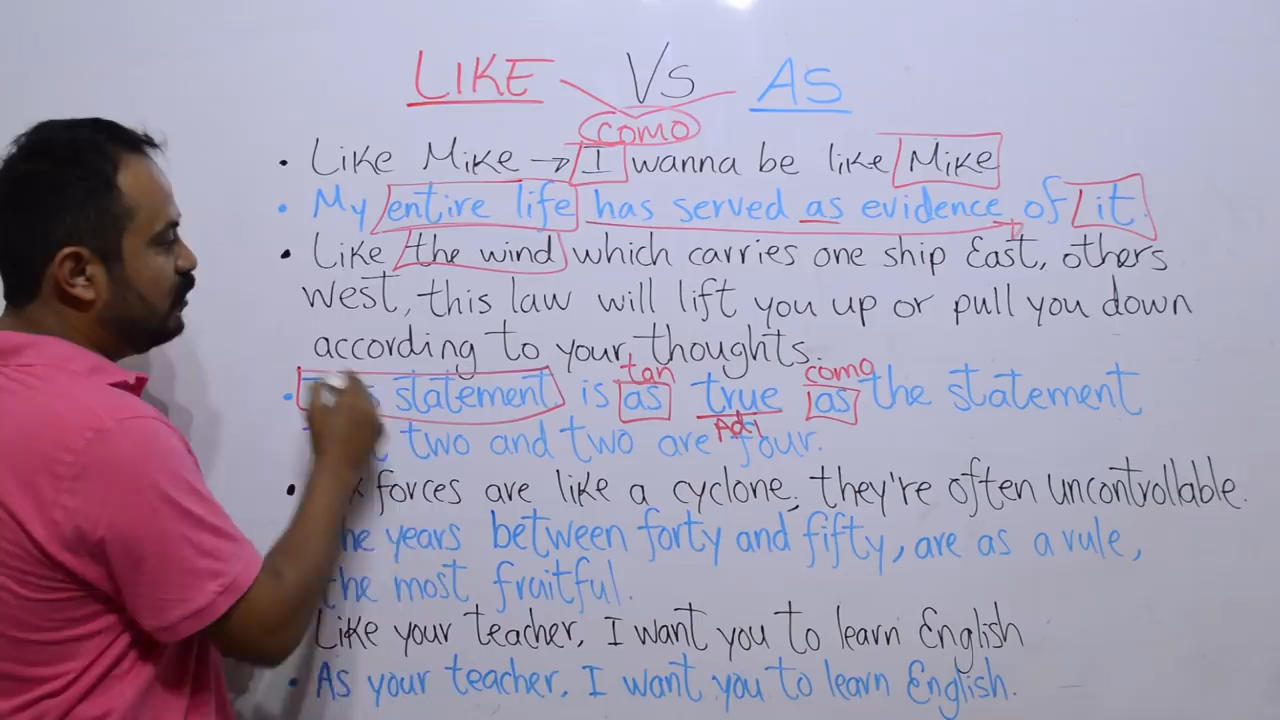 LIKE Vs AS
como
Like Mike → I wanna be like Mike
My entire life has served as evidence of it.
Like the wind which carries one ship East, others
West, this law will lift you up or pull you down
according to your thoughts.
tan como
statement is as true as the statement
Adj
two and two are four.
forces are like a cyclone, they're often uncontrollable.
years between forty and fifty, are as a rule,
the most fruitful.
Like your teacher, I want you to learn English
As your teacher, I want you to learn English.